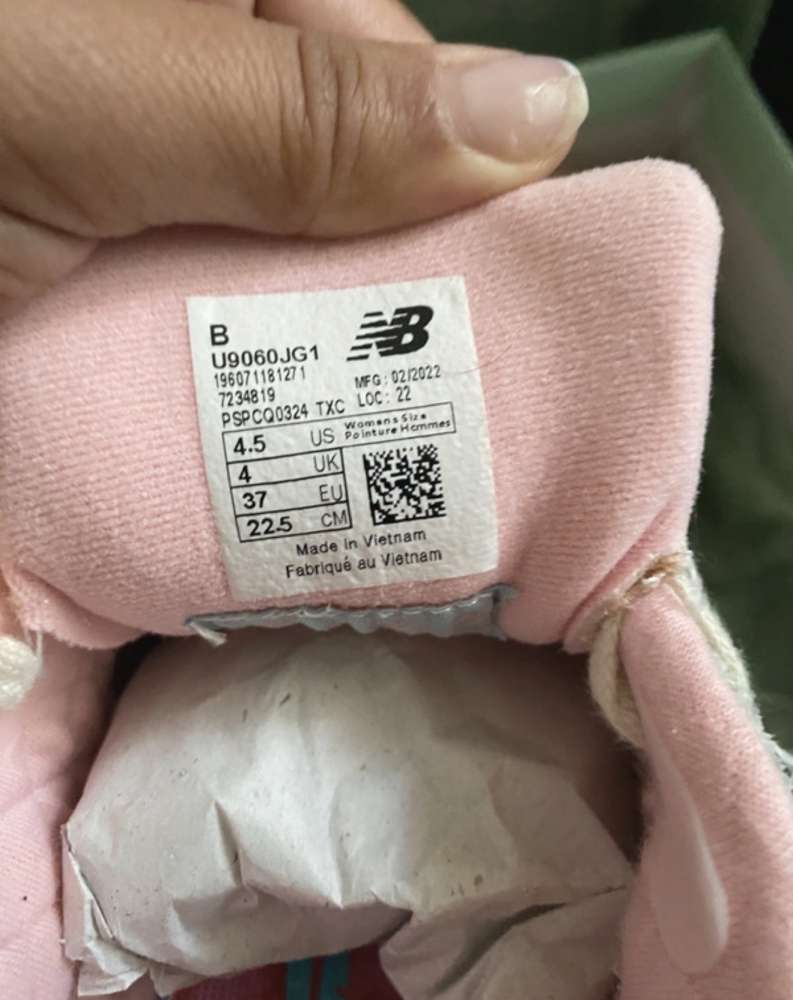 B
NB
U9060JG1
196071181271
MFG: 02/2022
7234819
LOC: 22
PSPCQ0324 TXC
4.5 US
Womens Size
Pointure Hommes
4 UK
37 EU
22.5 CM
Made in Vietnam
Fabriqué au Vietnam